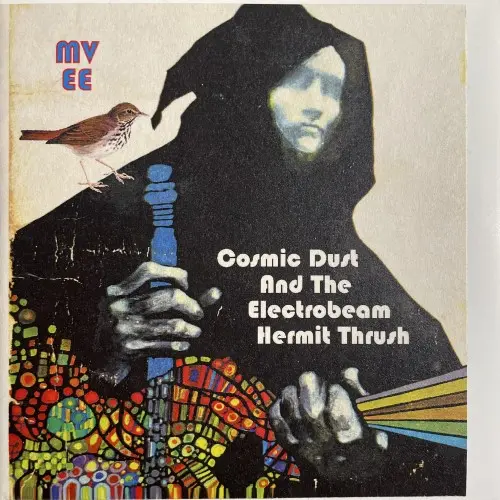 MV
EE
Cosmic Dust
And The
Electrobeam
Hermit Thrush